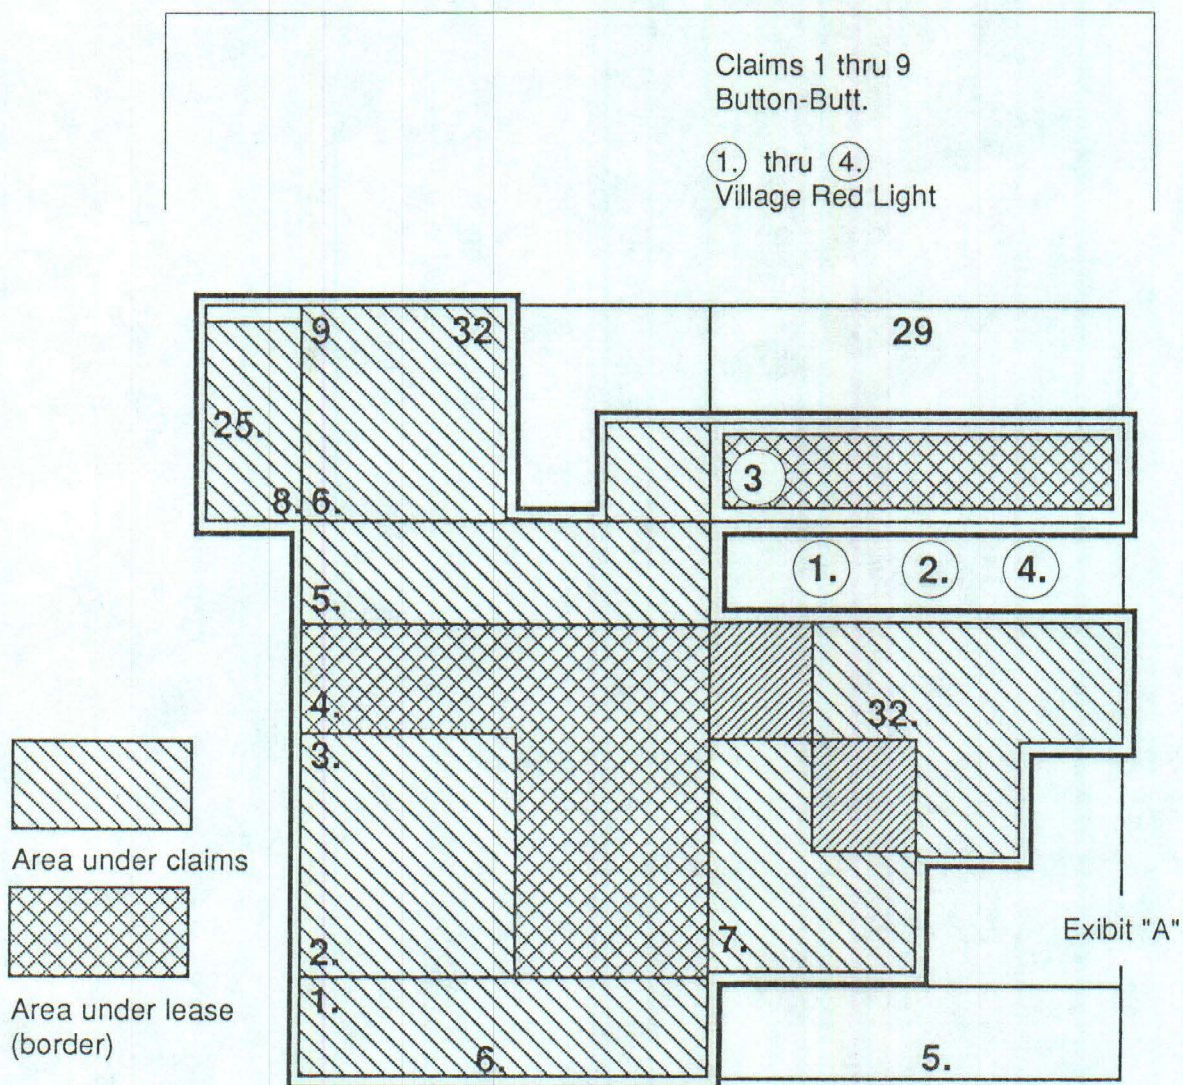 Claims 1 thru 9
Button-Butt.
1. thru 4.
Village Red Light
9 32
29
25.
3
8. 6.
1. 2. 4.
5.
4.
32.
3.
Area under claims
Exibit "A"
2.
7.
1.
Area under lease
(border)
6.
5.